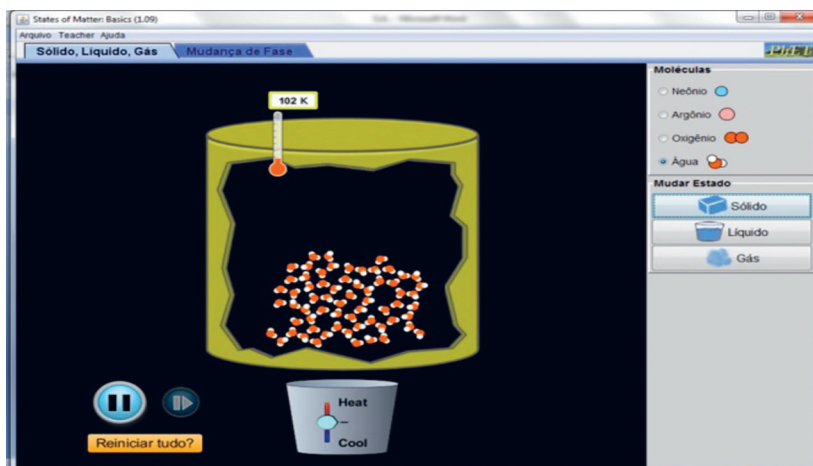 States of Matter: Basics (1.09)
Arquivo Teacher Ajuda
Sólido, Líquido, Gás Mudança de Fase
102 K
Moléculas
Neônio
Argônio
Oxigênio
Água
Mudar Estado
Sólido
Líquido
Gás
Heat
Cool
Reiniciar tudo?